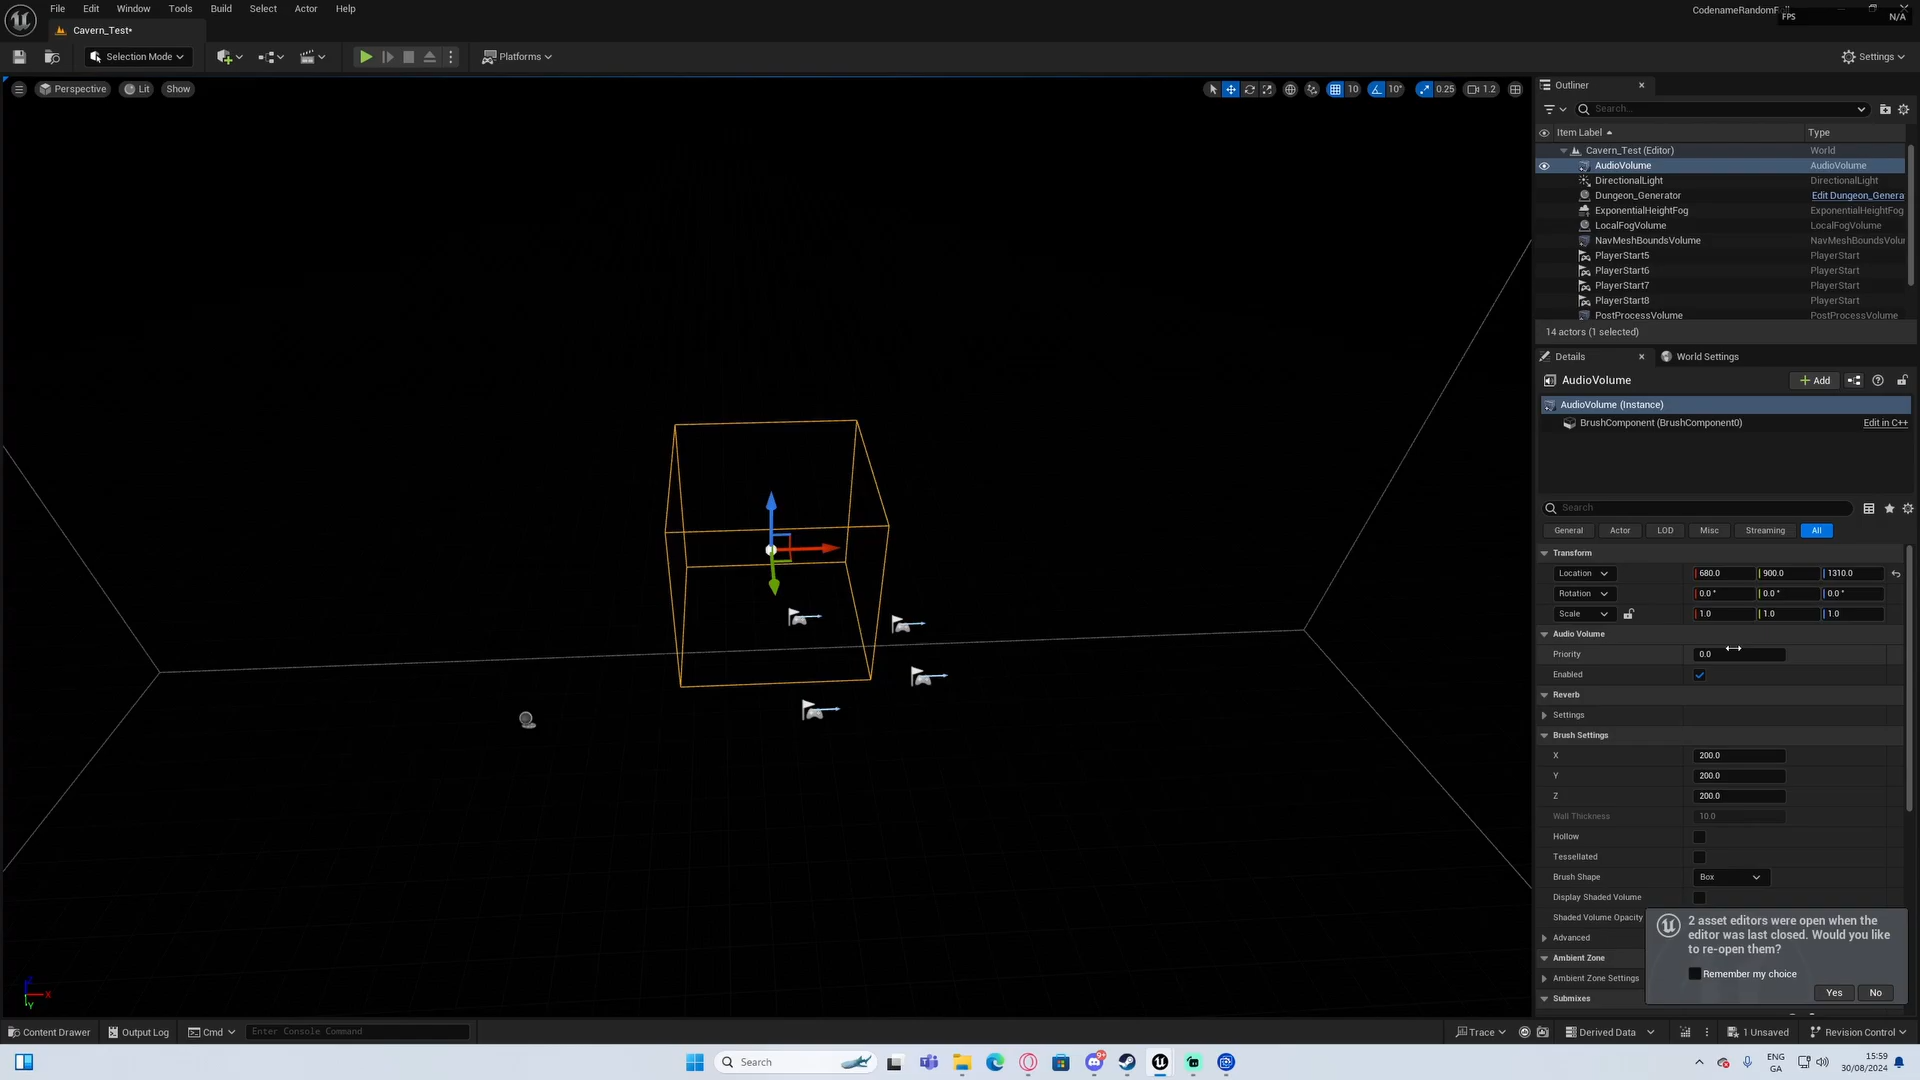 File Edit Window Tools Build Select Actor Help
CodenameRandomF
FPS N/A
Cavern_Test*
Selection Mode
Platforms
Settings
Perspective Lit Show
10 10° 0.25 1.2
Outliner
Search...
Item Label Type
Cavern_Test (Editor) World
AudioVolume AudioVolume
DirectionalLight DirectionalLight
Dungeon_Generator Edit Dungeon_Genera
ExponentialHeightFog ExponentialHeightFog
LocalFogVolume LocalFogVolume
NavMeshBoundsVolume NavMeshBoundsVolur
PlayerStart5 PlayerStart
PlayerStart6 PlayerStart
PlayerStart7 PlayerStart
PlayerStart8 PlayerStart
PostProcessVolume PostProcessVolume
14 actors (1 selected)
Details World Settings
AudioVolume Add
AudioVolume (Instance)
BrushComponent (BrushComponent0) Edit in C++
Search
General Actor LOD Misc Streaming All
Transform
Location 680.0 900.0 1310.0
Rotation 0.0 ° 0.0 ° 0.0 °
Scale 1.0 1.0 1.0
Audio Volume
Priority 0.0
Enabled
Reverb
Settings
Brush Settings
X 200.0
Y 200.0
Z 200.0
Wall Thickness 10.0
Hollow
Tessellated
Brush Shape Box
Display Shaded Volume
Shaded Volume Opacity
Advanced
Ambient Zone
Ambient Zone Settings
Submixes
2 asset editors were open when the
editor was last closed. Would you like
to re-open them?
Remember my choice
Yes No
Z X Y
Content Drawer Output Log Cmd Enter Console Command
Trace Derived Data 1 Unsaved Revision Control
Search
ENG
GA
15:59
30/08/2024